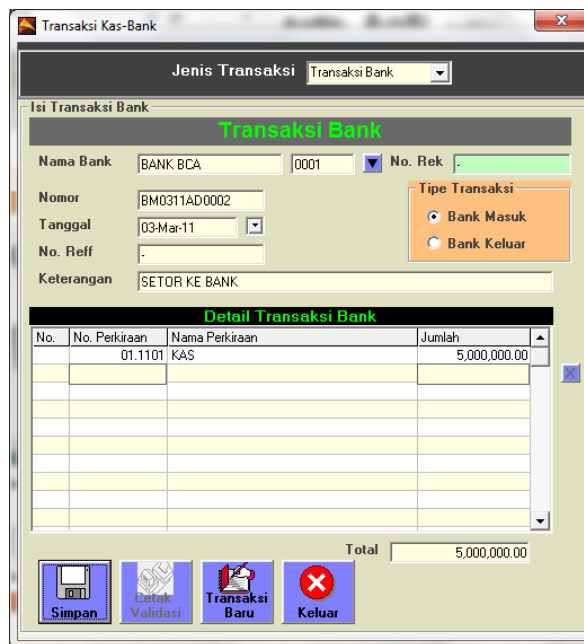 Transaksi Kas-Bank
Jenis Transaksi Transaksi Bank
Isi Transaksi Bank
Transaksi Bank
Nama Bank BANK BCA 0001 No. Rek .
Tipe Transaksi
Nomor BM0311AD0002
Bank Masuk
Tanggal 03-Mar-11
Bank Keluar
No. Reff .
Keterangan SETOR KE BANK
Detail Transaksi Bank
No. No. Perkiraan Nama Perkiraan Jumlah
01.1101 KAS 5,000,000.00
Total 5,000,000.00
Simpan
Cetak Validasi
Transaksi Baru
Keluar